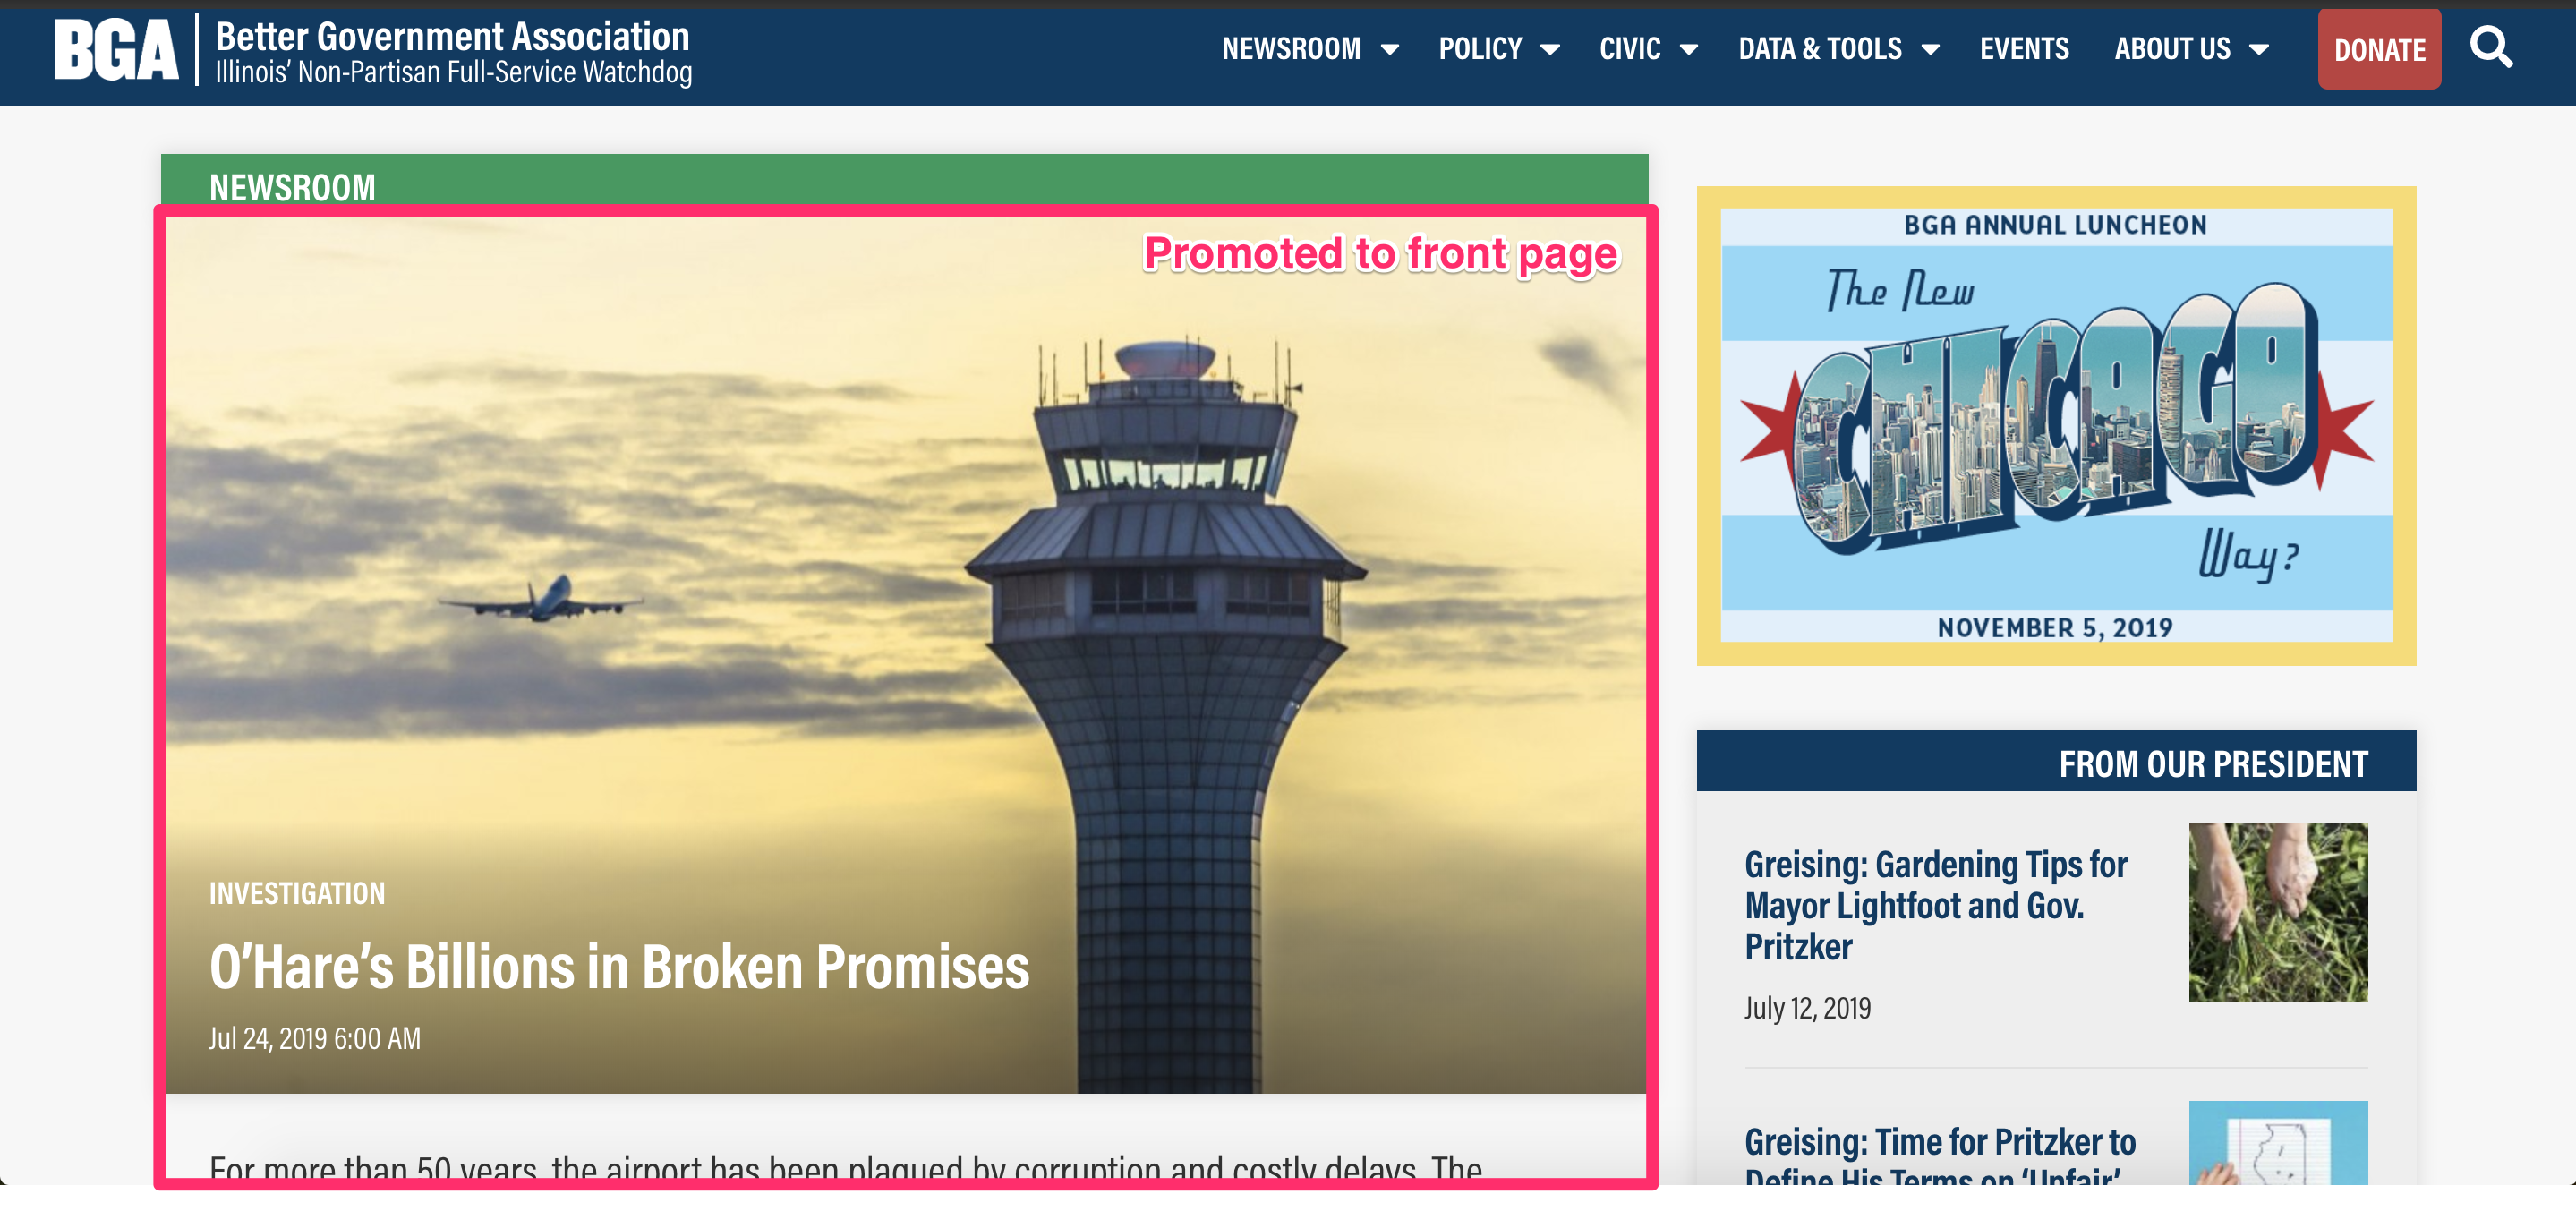 BGA
Better Government Association
Illinois’ Non-Partisan Full-Service Watchdog
NEWSROOM
POLICY
CIVIC
DATA & TOOLS
EVENTS
ABOUT US
DONATE
NEWSROOM
Promoted to front page
INVESTIGATION
O’Hare’s Billions in Broken Promises
Jul 24, 2019 6:00 AM
For more than 50 years, the airport has been plagued by corruption and costly delays. The
BGA ANNUAL LUNCHEON
The New
CHICAGO
Way?
NOVEMBER 5, 2019
FROM OUR PRESIDENT
Greising: Gardening Tips for
Mayor Lightfoot and Gov.
Pritzker
July 12, 2019
Greising: Time for Pritzker to
Define His Terms on ‘Unfair’